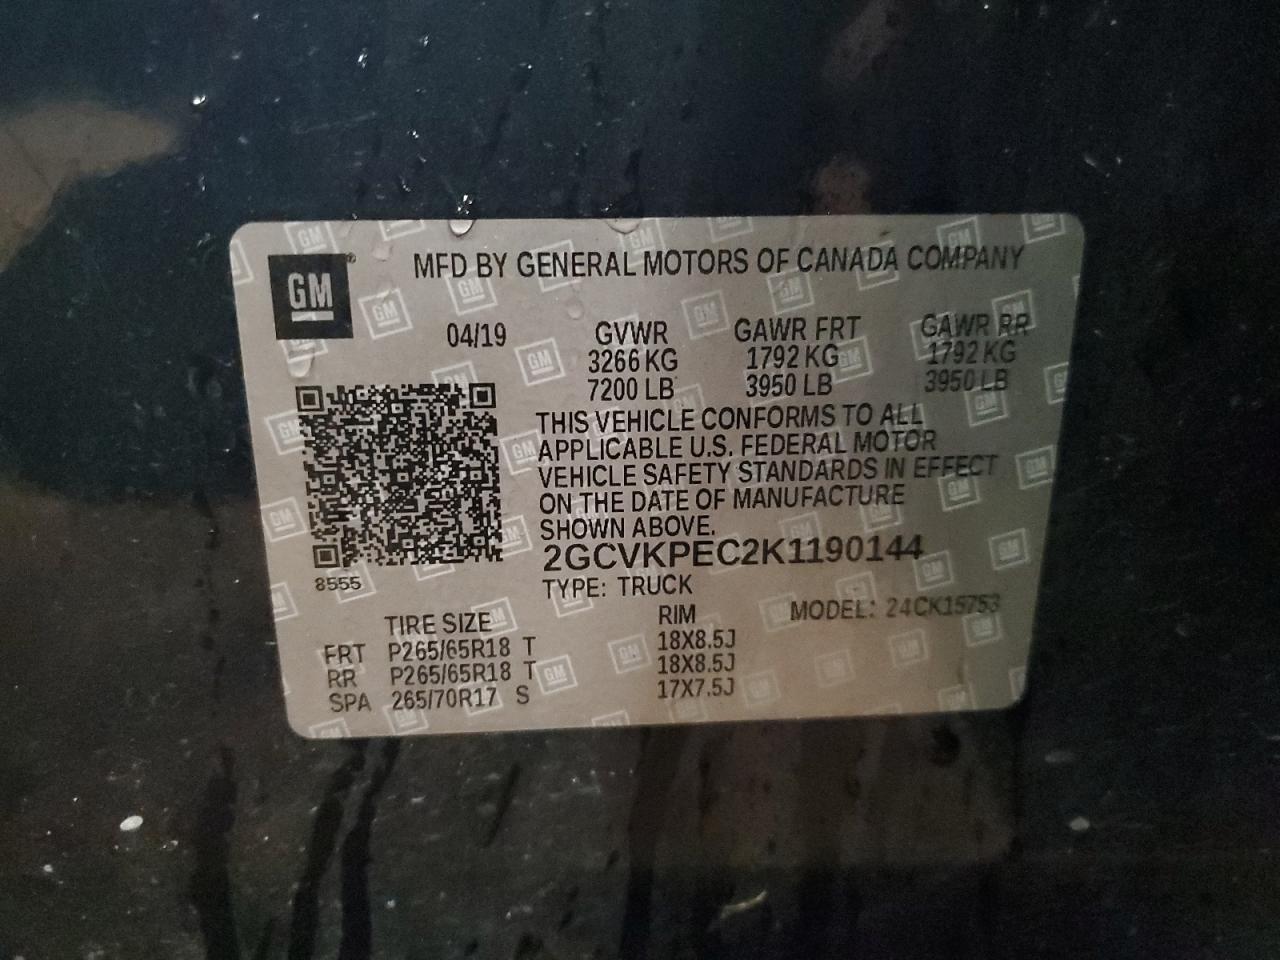 GM
MFD BY GENERAL MOTORS OF CANADA COMPANY
04/19 GVWR GAWR FRT GAWR RR
3266 KG 1792 KG 1792 KG
7200 LB 3950 LB 3950 LB
THIS VEHICLE CONFORMS TO ALL
APPLICABLE U.S. FEDERAL MOTOR
VEHICLE SAFETY STANDARDS IN EFFECT
ON THE DATE OF MANUFACTURE
SHOWN ABOVE.
2GCVKPEC2K1190144
8555
TYPE: TRUCK
TIRE SIZE RIM MODEL: 24CK15753
FRT P265/65R18 T 18X8.5J
RR P265/65R18 T 18X8.5J
SPA 265/70R17 S 17X7.5J